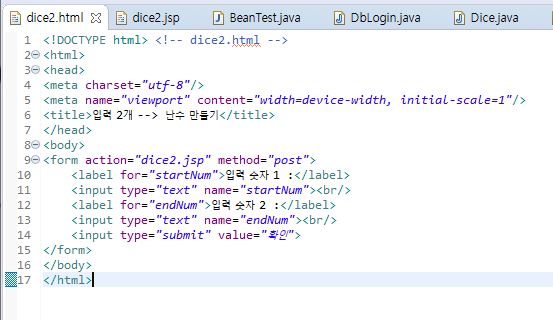 dice2.html dice2.jsp BeanTest.java DbLogin.java Dice.java
1 <!DOCTYPE html> <!-- dice2.html -->
2 <html>
3 <head>
4 <meta charset="utf-8"/>
5 <meta name="viewport" content="width=device-width, initial-scale=1"/>
6 <title>입력 2개 --> 난수 만들기</title>
7 </head>
8 <body>
9 <form action="dice2.jsp" method="post">
10 <label for="startNum">입력 숫자 1 :</label>
11 <input type="text" name="startNum"><br/>
12 <label for="endNum">입력 숫자 2 :</label>
13 <input type="text" name="endNum"><br/>
14 <input type="submit" value="확인">
15 </form>
16 </body>
17 </html>